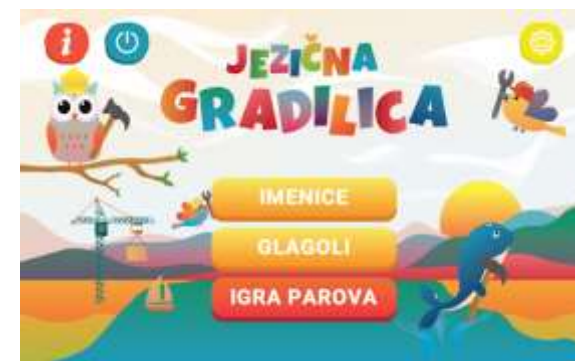 i
JEZIČNA
GRADILICA
IMENICE
GLAGOLI
IGRA PAROVA